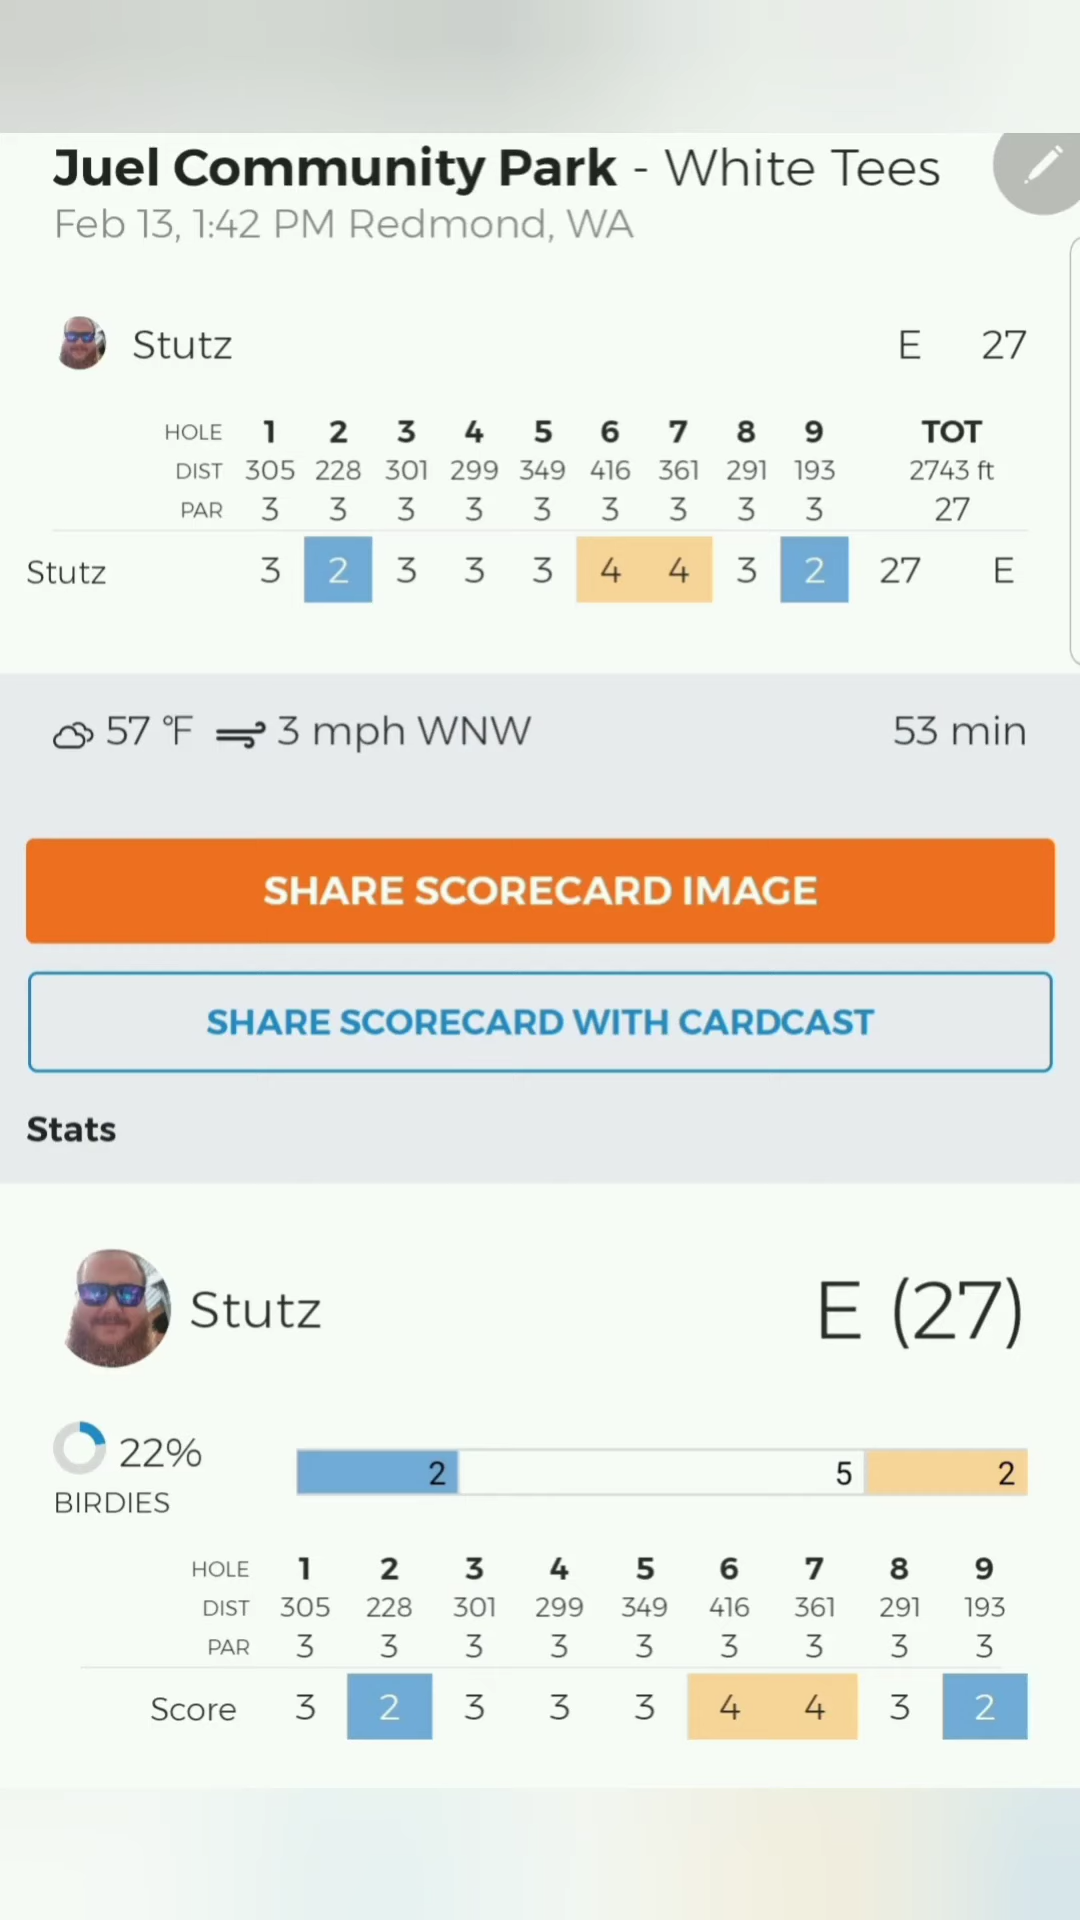 Juel Community Park - White Tees
Feb 13, 1:42 PM Redmond, WA
Stutz E 27
HOLE 1 2 3 4 5 6 7 8 9 TOT
DIST 305 228 301 299 349 416 361 291 193 2743 ft
PAR 3 3 3 3 3 3 3 3 3 27
Stutz 3 2 3 3 3 4 4 3 2 27 E
57 °F 3 mph WNW 53 min
SHARE SCORECARD IMAGE
SHARE SCORECARD WITH CARDCAST
Stats
Stutz E (27)
22% 2 5 2
BIRDIES
HOLE 1 2 3 4 5 6 7 8 9
DIST 305 228 301 299 349 416 361 291 193
PAR 3 3 3 3 3 3 3 3 3
Score 3 2 3 3 3 4 4 3 2